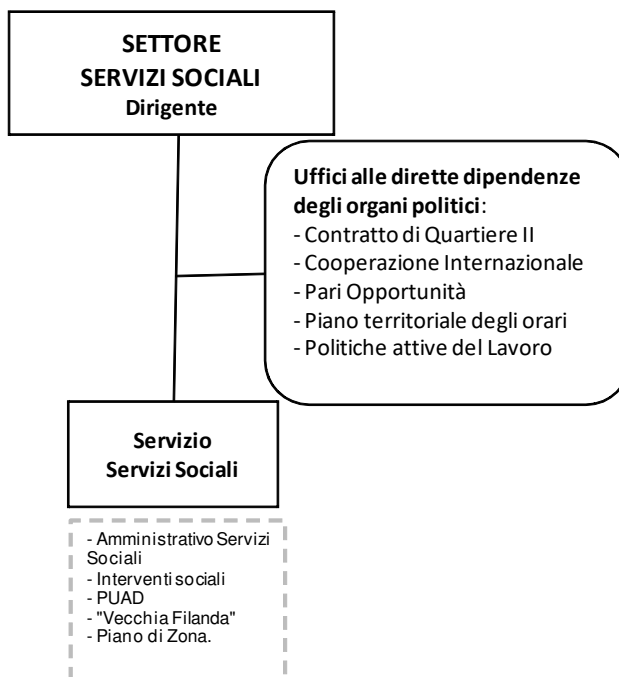 SETTORE
SERVIZI SOCIALI
Dirigente
Uffici alle dirette dipendenze
degli organi politici:
- Contratto di Quartiere II
- Cooperazione Internazionale
- Pari Opportunità
- Piano territoriale degli orari
- Politiche attive del Lavoro
Servizio
Servizi Sociali
- Amministrativo Servizi
Sociali
- Interventi sociali
- PUAD
- "Vecchia Filanda"
- Piano di Zona.